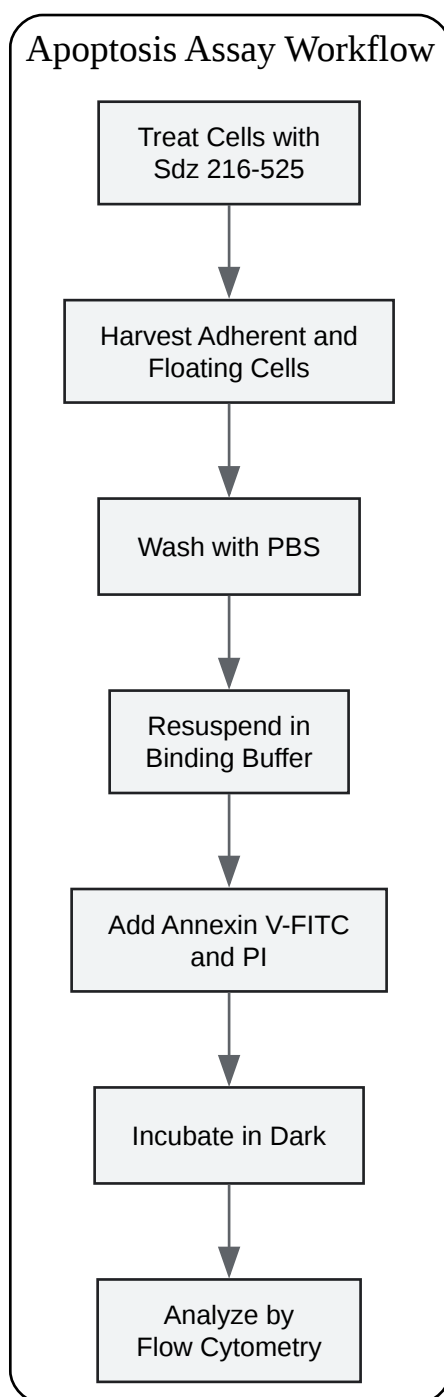 Apoptosis Assay Workflow
Treat Cells with
Sdz 216-525
Harvest Adherent and
Floating Cells
Wash with PBS
Resuspend in
Binding Buffer
Add Annexin V-FITC
and PI
Incubate in Dark
Analyze by
Flow Cytometry